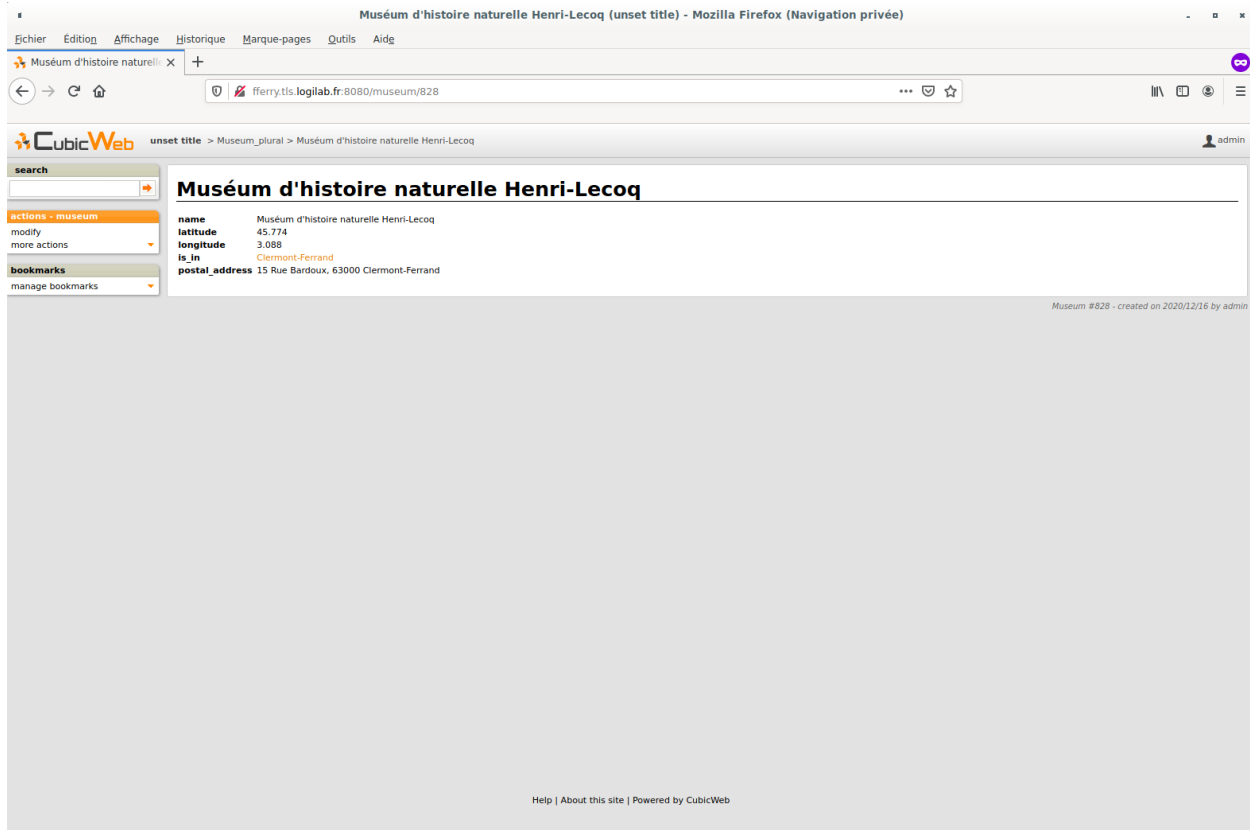 Muséum d'histoire naturelle Henri-Lecoq (unset title) - Mozilla Firefox (Navigation privée)
Fichier Édition Affichage Historique Marque-pages Outils Aide
Muséum d'histoire naturelle
fferry.tls.logilab.fr:8080/museum/828
CubicWeb unset title > Museum_plural > Muséum d'histoire naturelle Henri-Lecoq admin
search
actions - museum
modify
more actions
bookmarks
manage bookmarks
Muséum d'histoire naturelle Henri-Lecoq
name Muséum d'histoire naturelle Henri-Lecoq
latitude 45.774
longitude 3.088
is_in Clermont-Ferrand
postal_address 15 Rue Bardoux, 63000 Clermont-Ferrand
Museum #828 - created on 2020/12/16 by admin
Help | About this site | Powered by CubicWeb